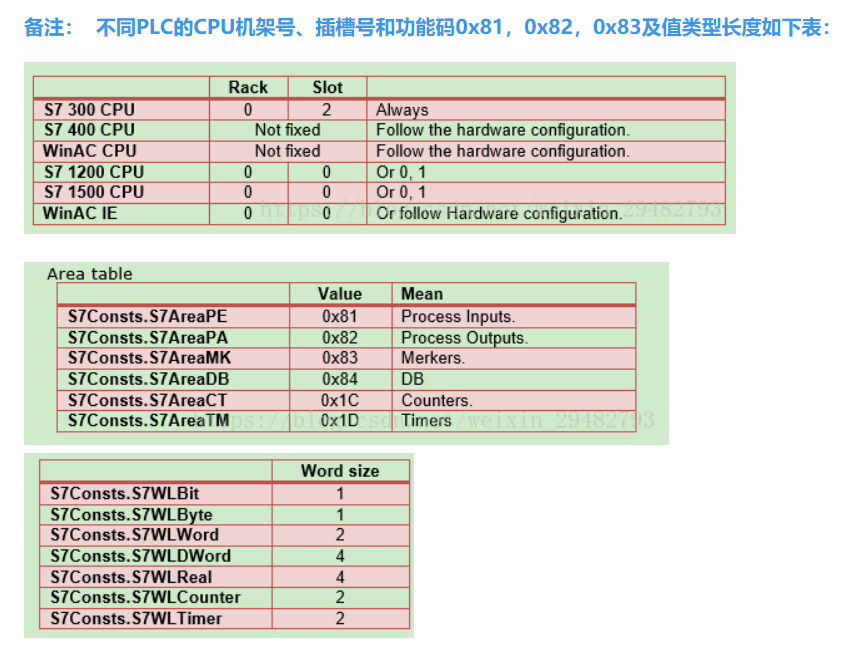 备注： 不同PLC的CPU机架号、插槽号和功能码0x81，0x82，0x83及值类型长度如下表：
Rack Slot
S7 300 CPU 0 2 Always
S7 400 CPU Not fixed Follow the hardware configuration.
WinAC CPU Not fixed Follow the hardware configuration.
S7 1200 CPU 0 0 Or 0, 1
S7 1500 CPU 0 0 Or 0, 1
WinAC IE 0 0 Or follow Hardware configuration.
Area table
Value Mean
S7Consts.S7AreaPE 0x81 Process Inputs.
S7Consts.S7AreaPA 0x82 Process Outputs.
S7Consts.S7AreaMK 0x83 Merkers.
S7Consts.S7AreaDB 0x84 DB
S7Consts.S7AreaCT 0x1C Counters.
S7Consts.S7AreaTM 0x1D Timers
Word size
S7Consts.S7WLBit 1
S7Consts.S7WLByte 1
S7Consts.S7WLWord 2
S7Consts.S7WLDWord 4
S7Consts.S7WLReal 4
S7Consts.S7WLCounter 2
S7Consts.S7WLTimer 2